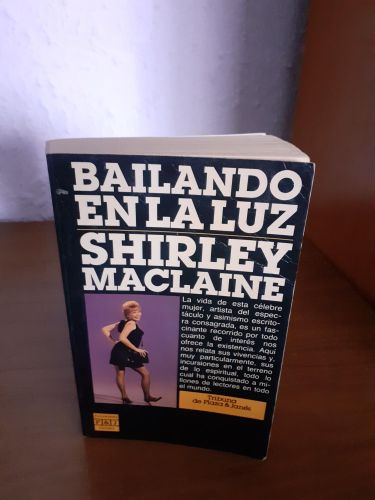 BAILANDO
EN LA LUZ
SHIRLEY
MACLAINE
La vida de esta célebre
mujer, artista del espec-
táculo y asimismo escrito-
ra consagrada, es un fas-
cinante recorrido por todo
cuanto de interés nos
ofrece la existencia. Aquí
nos relata sus vivencias y,
muy particularmente, sus
incursiones en el terreno
de lo espiritual, todo lo
cual ha conquistado a mi-
llones de lectores en todo
el mundo.
Tribuna
de Plaza & Janés